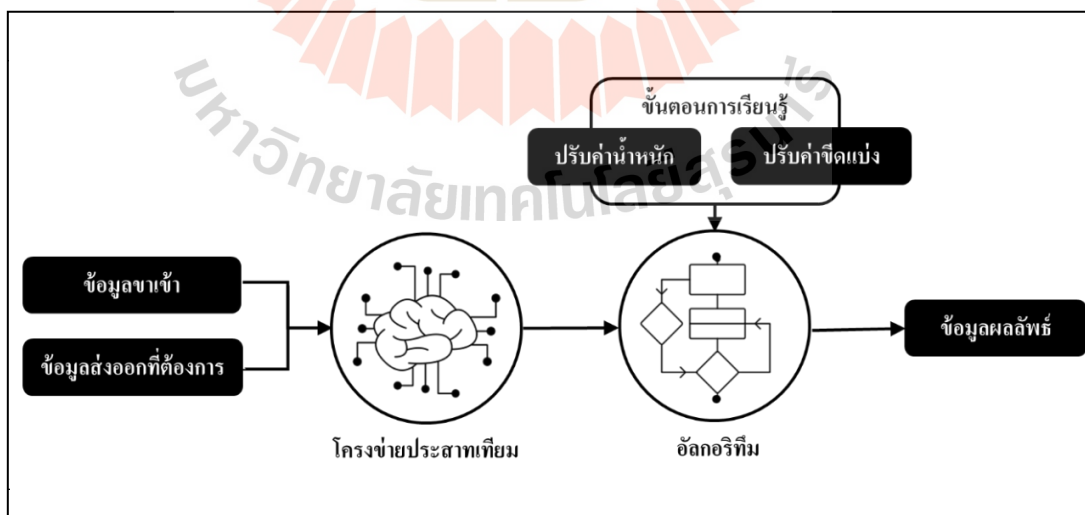 ขั้นตอนการเรียนรู้
ปรับค่าน้ำหนัก
ปรับค่าขีดแบ่ง
ข้อมูลขาเข้า
ข้อมูลส่งออกที่ต้องการ
ข้อมูลผลลัพธ์
โครงข่ายประสาทเทียม
อัลกอริทึม
มหาวิทยาลัยเทคโนโลยีสุรนารี